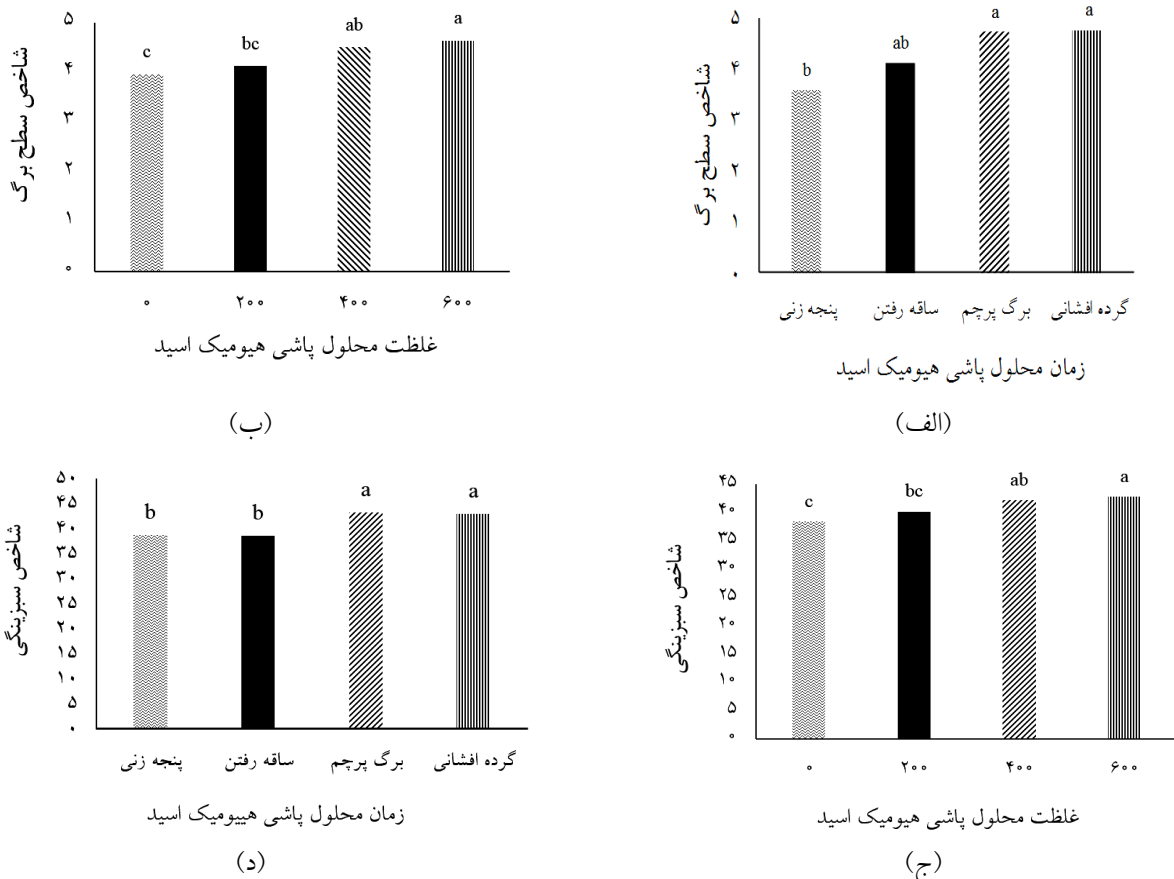 شاخص سطح برگ
۵
۴
۳
۲
۱
۰
b
ab
a
a
پنجه زنی ساقه رفتن برگ پرچم گرده افشانی
زمان محلول پاشی هیومیک اسید
(الف)
شاخص سطح برگ
۵
۴
۳
۲
۱
۰
c
bc
ab
a
۰ ۲۰۰ ۴۰۰ ۶۰۰
غلظت محلول پاشی هیومیک اسید
(ب)
شاخص سبزینگی
۴۵
۴۰
۳۵
۳۰
۲۵
۲۰
۱۵
۱۰
۵
۰
c
bc
ab
a
۰ ۲۰۰ ۴۰۰ ۶۰۰
غلظت محلول پاشی هیومیک اسید
(ج)
شاخص سبزینگی
۵۰
۴۵
۴۰
۳۵
۳۰
۲۵
۲۰
۱۵
۱۰
۵
۰
b
b
a
a
پنجه زنی ساقه رفتن برگ پرچم گرده افشانی
زمان محلول پاشی هییومیک اسید
(د)